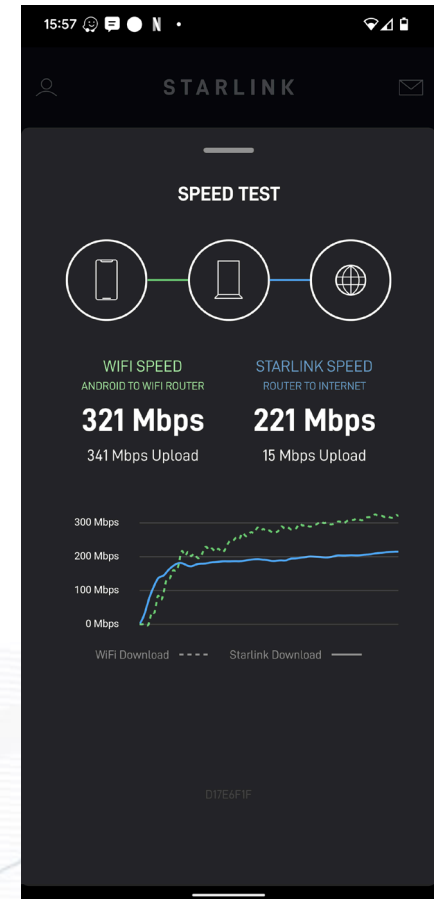 15:57 N
STARLINK
SPEED TEST
WIFI SPEED
ANDROID TO WIFI ROUTER
321 Mbps
341 Mbps Upload
STARLINK SPEED
ROUTER TO INTERNET
221 Mbps
15 Mbps Upload
300 Mbps
200 Mbps
100 Mbps
0 Mbps
WiFi Download
Starlink Download
D17E6F1F